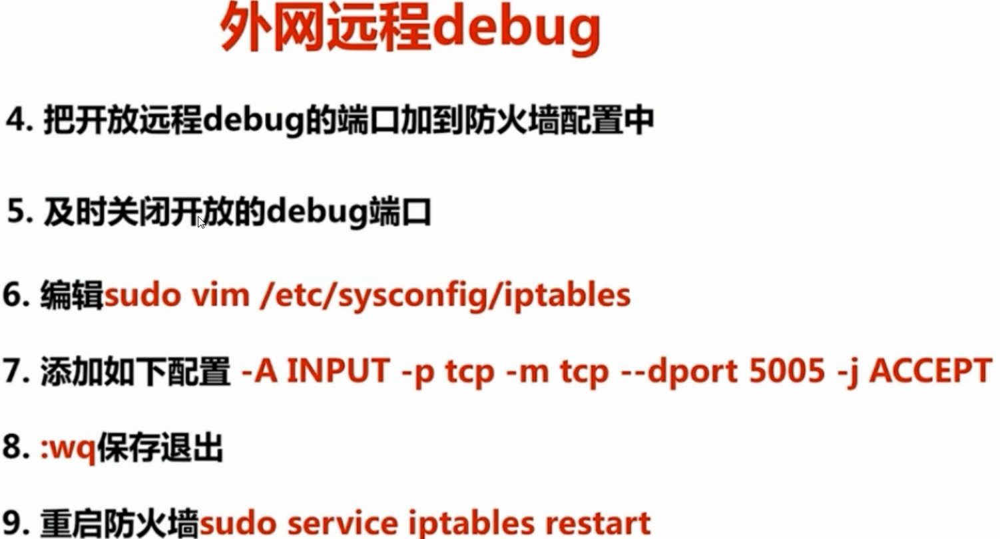 外网远程debug
4. 把开放远程debug的端口加到防火墙配置中
5. 及时关闭开放的debug端口
6. 编辑sudo vim /etc/sysconfig/iptables
7. 添加如下配置 -A INPUT -p tcp -m tcp --dport 5005 -j ACCEPT
8. :wq保存退出
9. 重启防火墙sudo service iptables restart